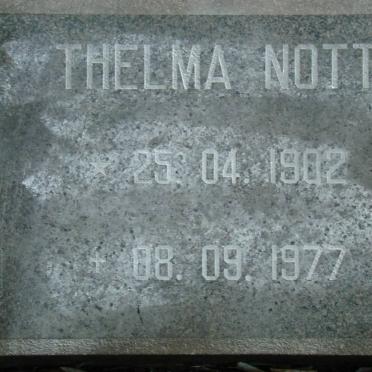 THELMA NOTT
* 25. 04. 1902
+ 08. 09. 1977